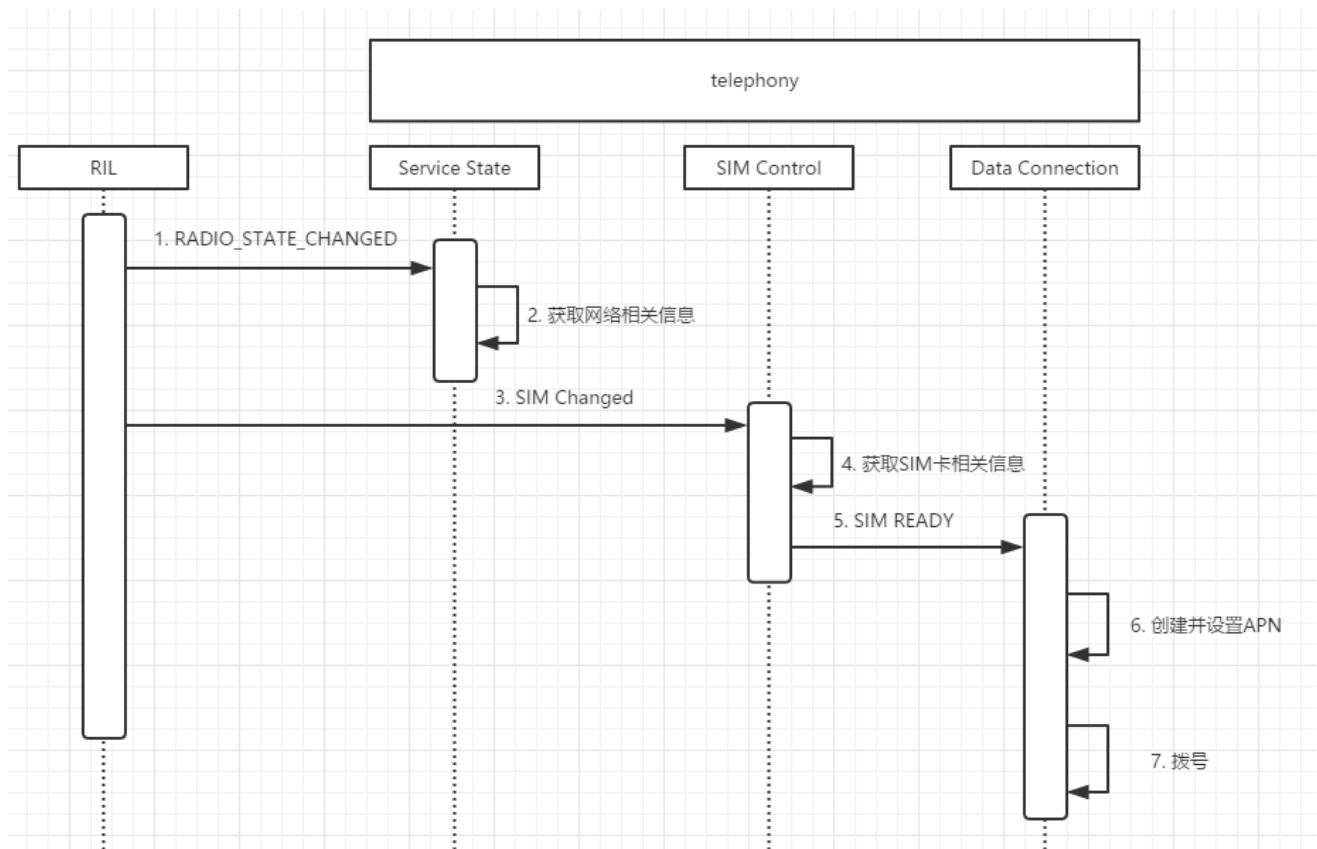 telephony
RIL
Service State
SIM Control
Data Connection
1. RADIO_STATE_CHANGED
2. 获取网络相关信息
3. SIM Changed
4. 获取SIM卡相关信息
5. SIM READY
6. 创建并设置APN
7. 拨号